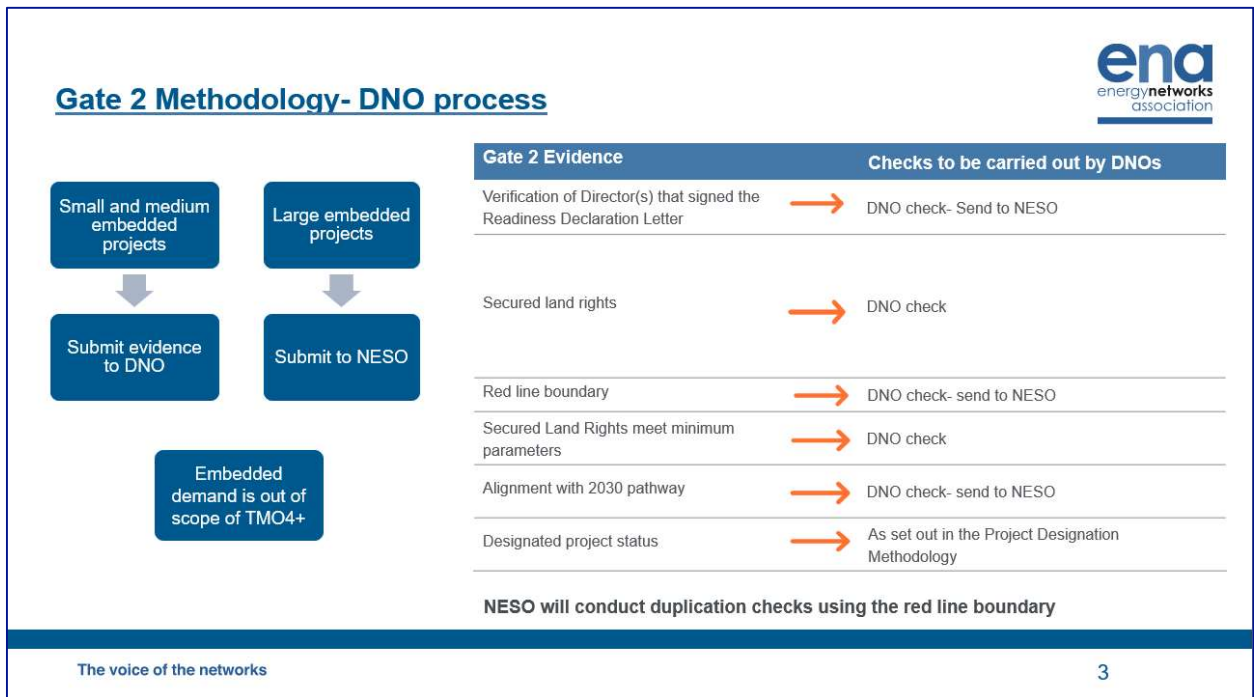 Gate 2 Methodology- DNO process
ena
energynetworks
association
Small and medium
embedded
projects
Large embedded
projects
Submit evidence
to DNO
Submit to NESO
Embedded
demand is out of
scope of TMO4+
Gate 2 Evidence
Checks to be carried out by DNOs
Verification of Director(s) that signed the
Readiness Declaration Letter
DNO check- Send to NESO
Secured land rights
DNO check
Red line boundary
DNO check- send to NESO
Secured Land Rights meet minimum
parameters
DNO check
Alignment with 2030 pathway
DNO check- send to NESO
Designated project status
As set out in the Project Designation
Methodology
NESO will conduct duplication checks using the red line boundary
The voice of the networks
3